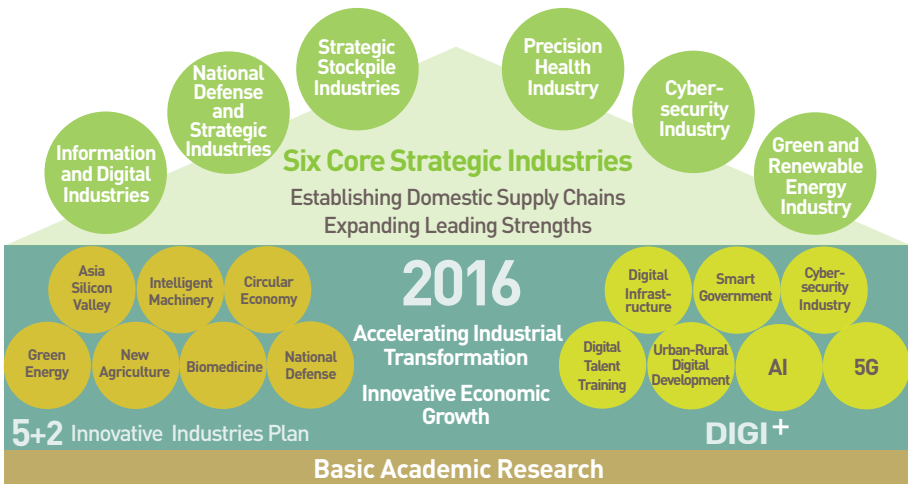 Strategic
Stockpile
Industries
Precision
Health
Industry
National
Defense
and
Strategic
Industries
Cyber-
security
Industry
Information
and Digital
Industries
Green and
Renewable
Energy
Industry
Six Core Strategic Industries
Establishing Domestic Supply Chains
Expanding Leading Strengths
Asia
Silicon
Valley
Intelligent
Machinery
Circular
Economy
Green
Energy
New
Agriculture
Biomedicine
National
Defense
5+2 Innovative Industries Plan
2016
Accelerating Industrial
Transformation
Innovative Economic
Growth
Digital
Infrast-
ructure
Smart
Government
Cyber-
security
Industry
Digital
Talent
Training
Urban-Rural
Digital
Development
AI
5G
DIGI+
Basic Academic Research